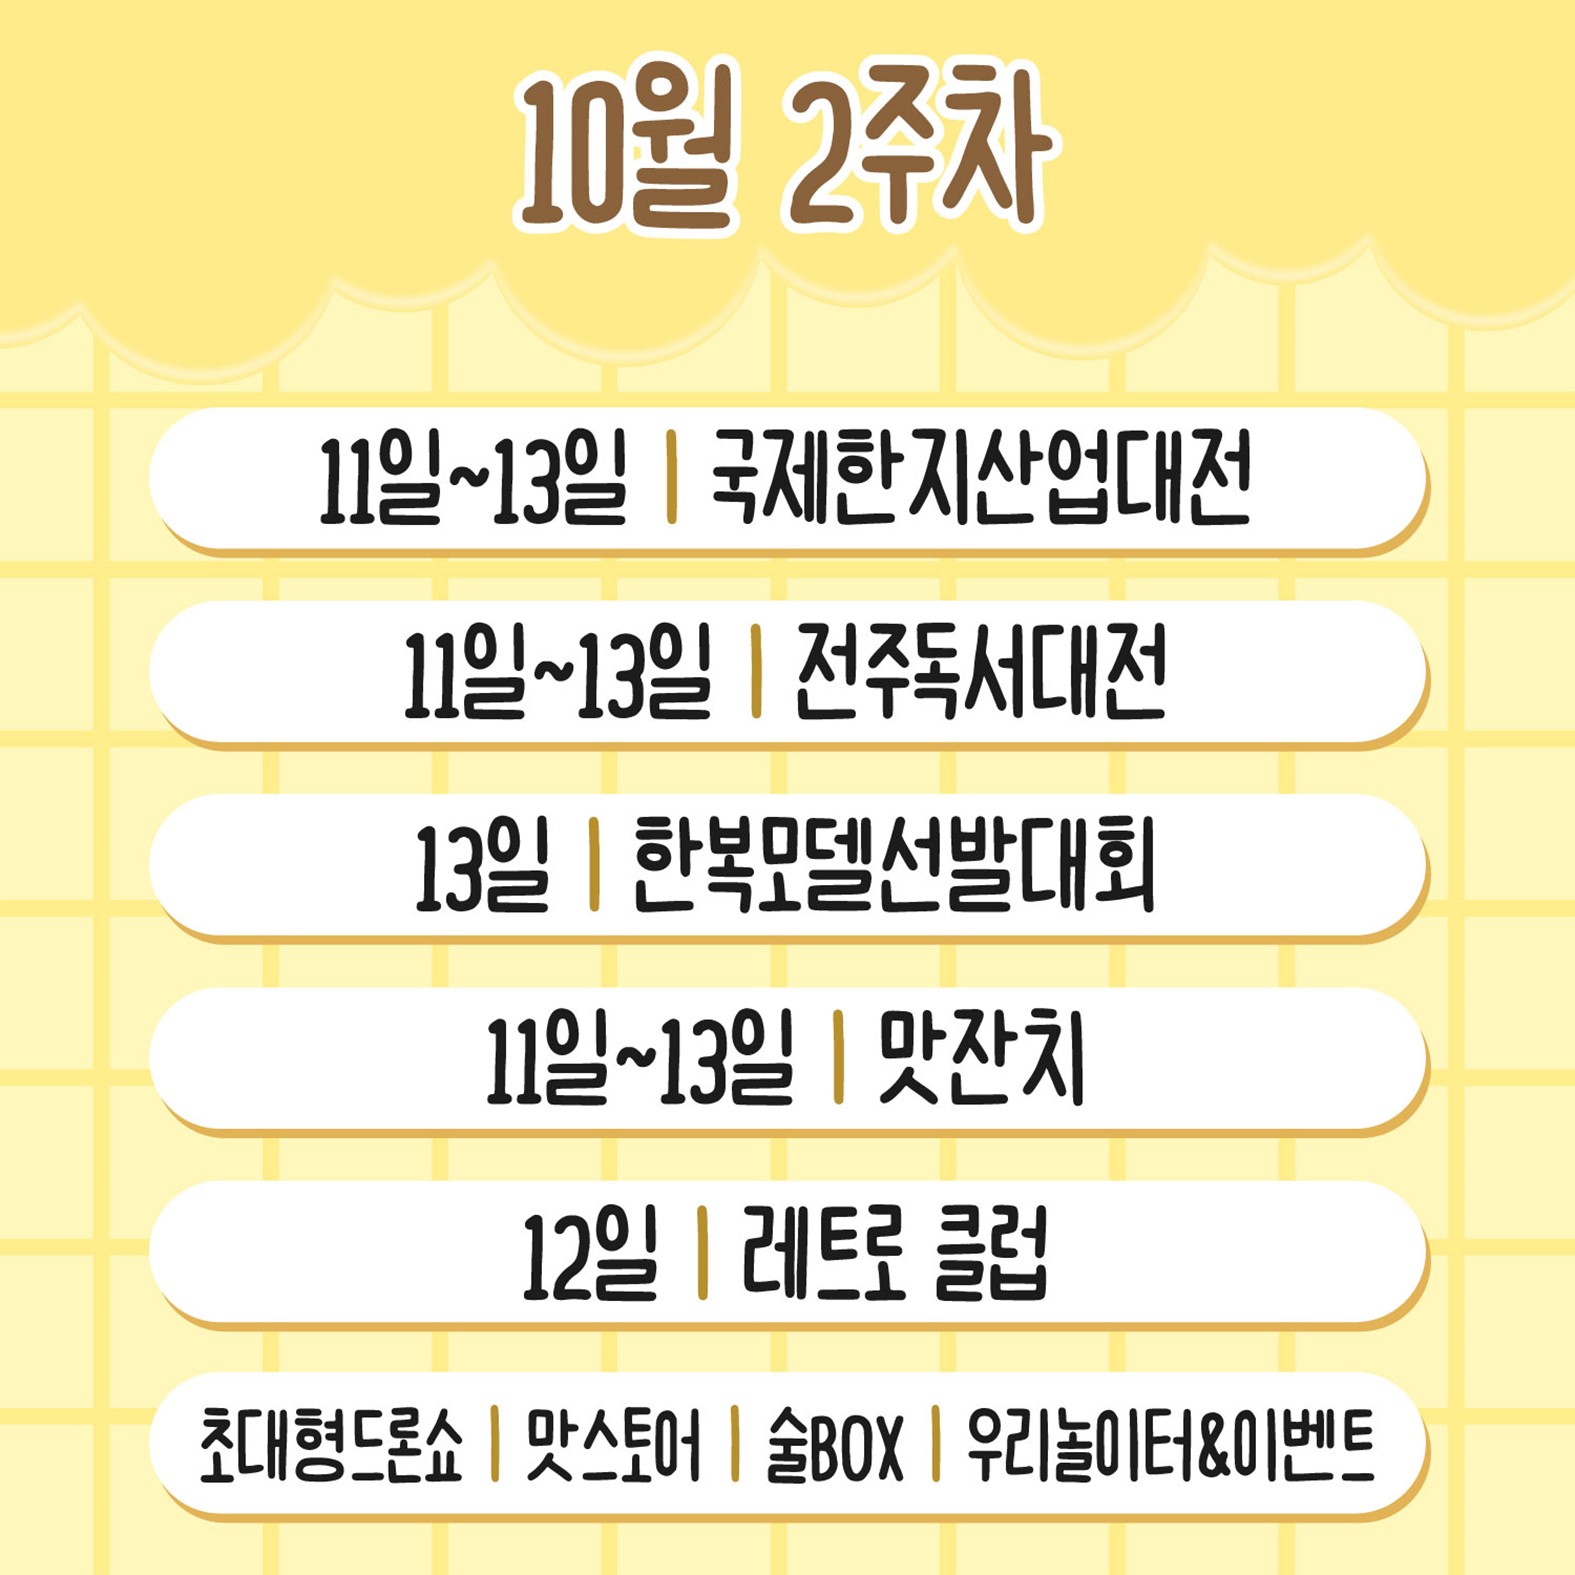 10월 2주차
11일~13일 | 국제한지산업대전
11일~13일 | 전주독서대전
13일 | 한복모델선발대회
11일~13일 | 맛잔치
12일 | 레트로 클럽
초대형드론쇼 | 맛스토어 | 술BOX | 우리놀이터&이벤트